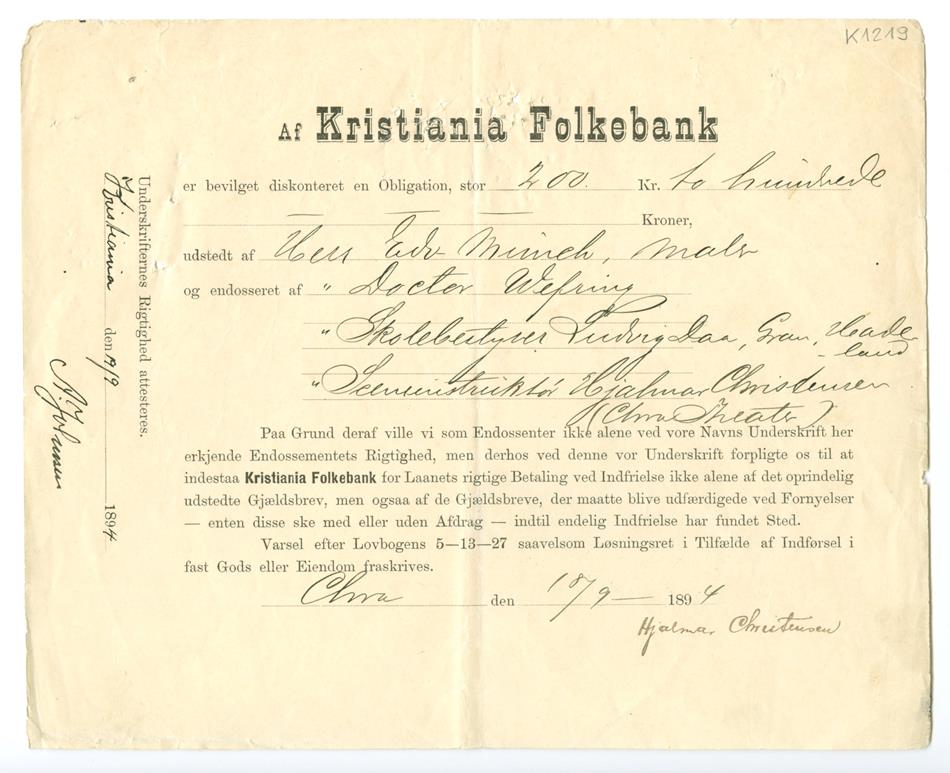 K1219
Af Kristiania Folkebank
er bevilget diskonteret en Obligation, stor 200. Kr. to hundrede
— — — Kroner,
udstedt af Herr Edv Munch, Maler
og endosseret af " Doctor Wefring
" Skolebestyrer Ludvig Daa, Gran, Hade-
land
" Sceneinstruktør Hjalmar Christensen
(Chra Theater)
Paa Grund deraf ville vi som Endossenter ikke alene ved vore Navns Underskrift her
erkjende Endossementets Rigtighed, men derhos ved denne vor Underskrift forpligte os til at
indestaa Kristiania Folkebank for Laanets rigtige Betaling ved Indfrielse ikke alene af det oprindelig
udstedte Gjældsbrev, men ogsaa af de Gjældsbreve, der maatte blive udfærdigede ved Fornyelser
— enten disse ske med eller uden Afdrag — indtil endelig Indfrielse har fundet Sted.
Varsel efter Lovbogens 5—13—27 saavelsom Løsningsret i Tilfælde af Indførsel i
fast Gods eller Eiendom fraskrives.
Chra den /9 — 1894
Hjalmar Christensen
Underskrifternes Rigtighed attesteres.
Kristiania den 19/9 1894
Johnsen